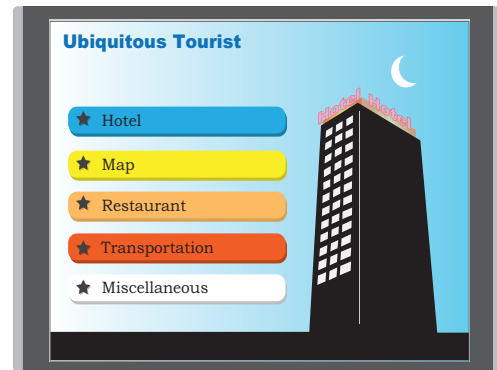 Ubiquitous Tourist
Hotel Hotel
Hotel
Map
Restaurant
Transportation
Miscellaneous